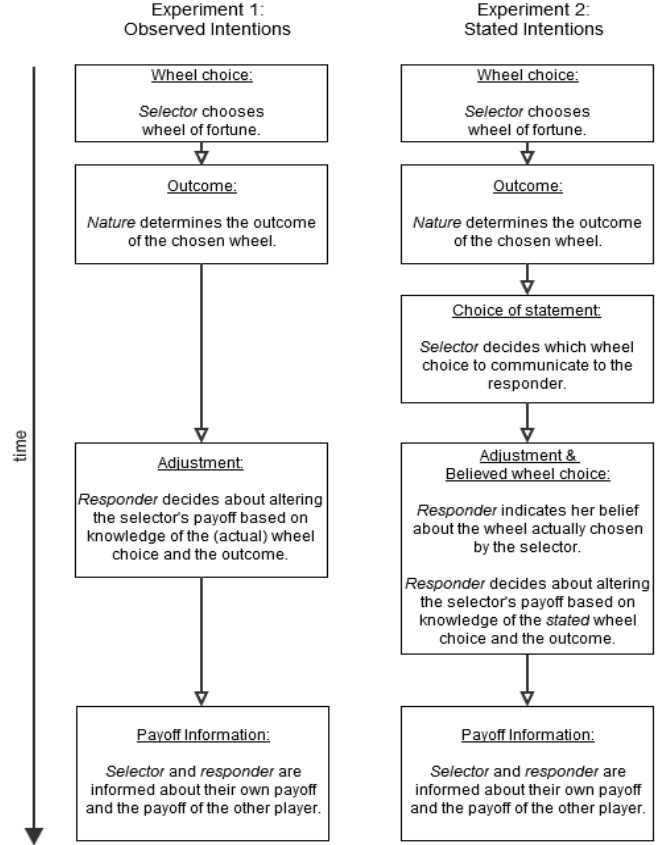 Experiment 1:
Observed Intentions
Wheel choice:
Selector chooses
wheel of fortune.
Outcome:
Nature determines the outcome
of the chosen wheel.
Adjustment:
Responder decides about altering
the selector's payoff based on
knowledge of the (actual) wheel
choice and the outcome.
Payoff Information:
Selector and responder are
informed about their own payoff
and the payoff of the other player.
Experiment 2:
Stated Intentions
Wheel choice:
Selector chooses
wheel of fortune.
Outcome:
Nature determines the outcome
of the chosen wheel.
Choice of statement:
Selector decides which wheel
choice to communicate to the
responder.
Adjustment &
Believed wheel choice:
Responder indicates her belief
about the wheel actually chosen
by the selector.
Responder decides about altering
the selector's payoff based on
knowledge of the stated wheel
choice and the outcome.
Payoff Information:
Selector and responder are
informed about their own payoff
and the payoff of the other player.
time